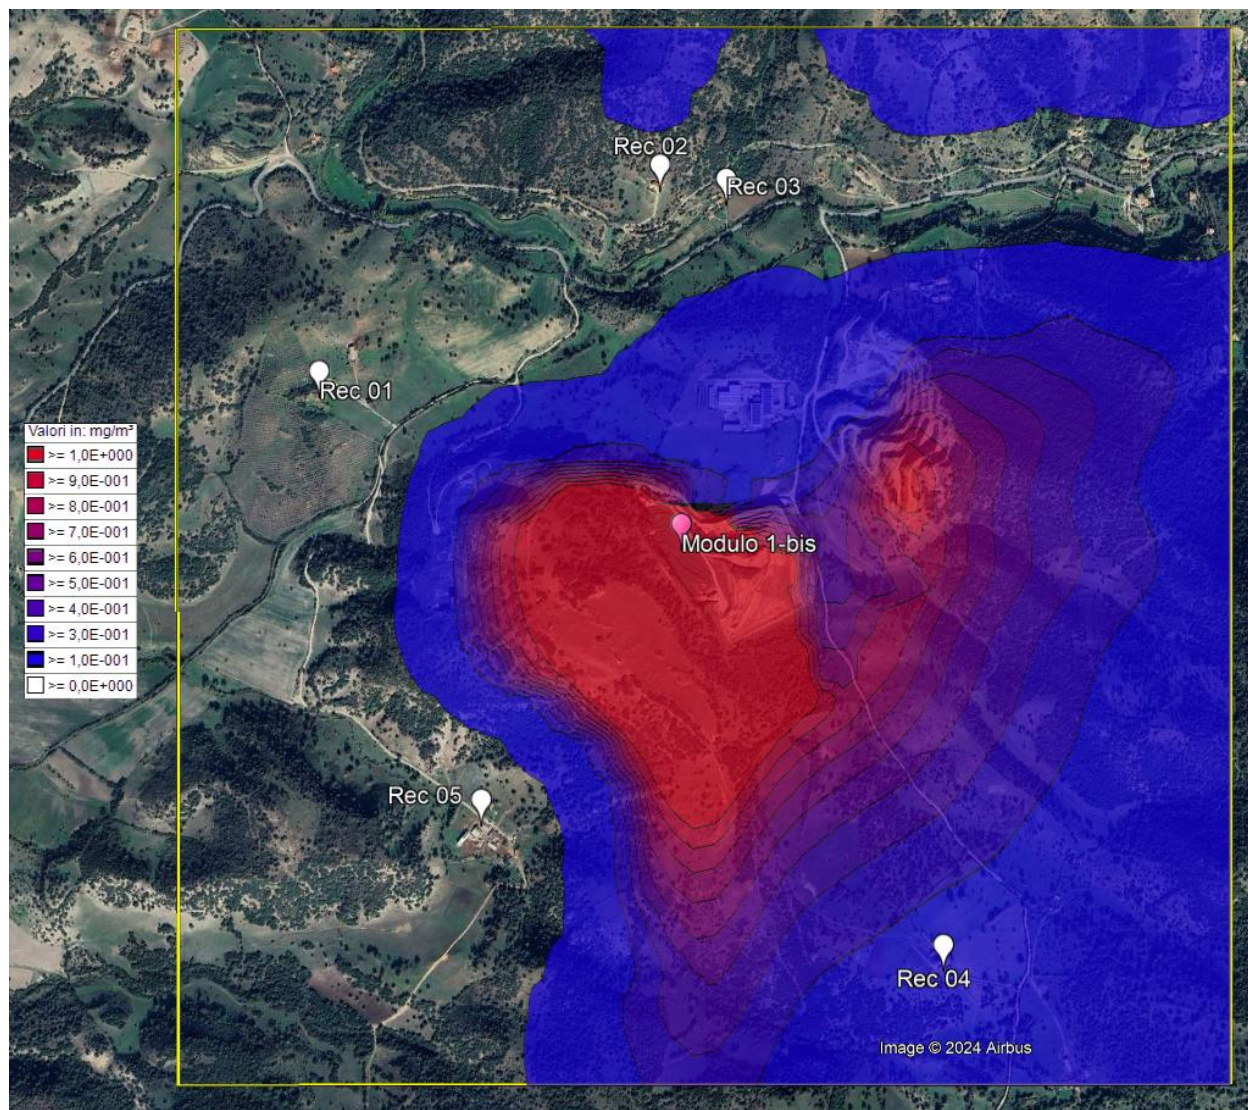 Rec 02
Rec 03
Rec 01
Valori in: mg/m³
>= 1,0E+000
>= 9,0E-001
>= 8,0E-001
>= 7,0E-001
>= 6,0E-001
>= 5,0E-001
>= 4,0E-001
>= 3,0E-001
>= 1,0E-001
>= 0,0E+000
Modulo 1-bis
Rec 05
Rec 04
Image © 2024 Airbus